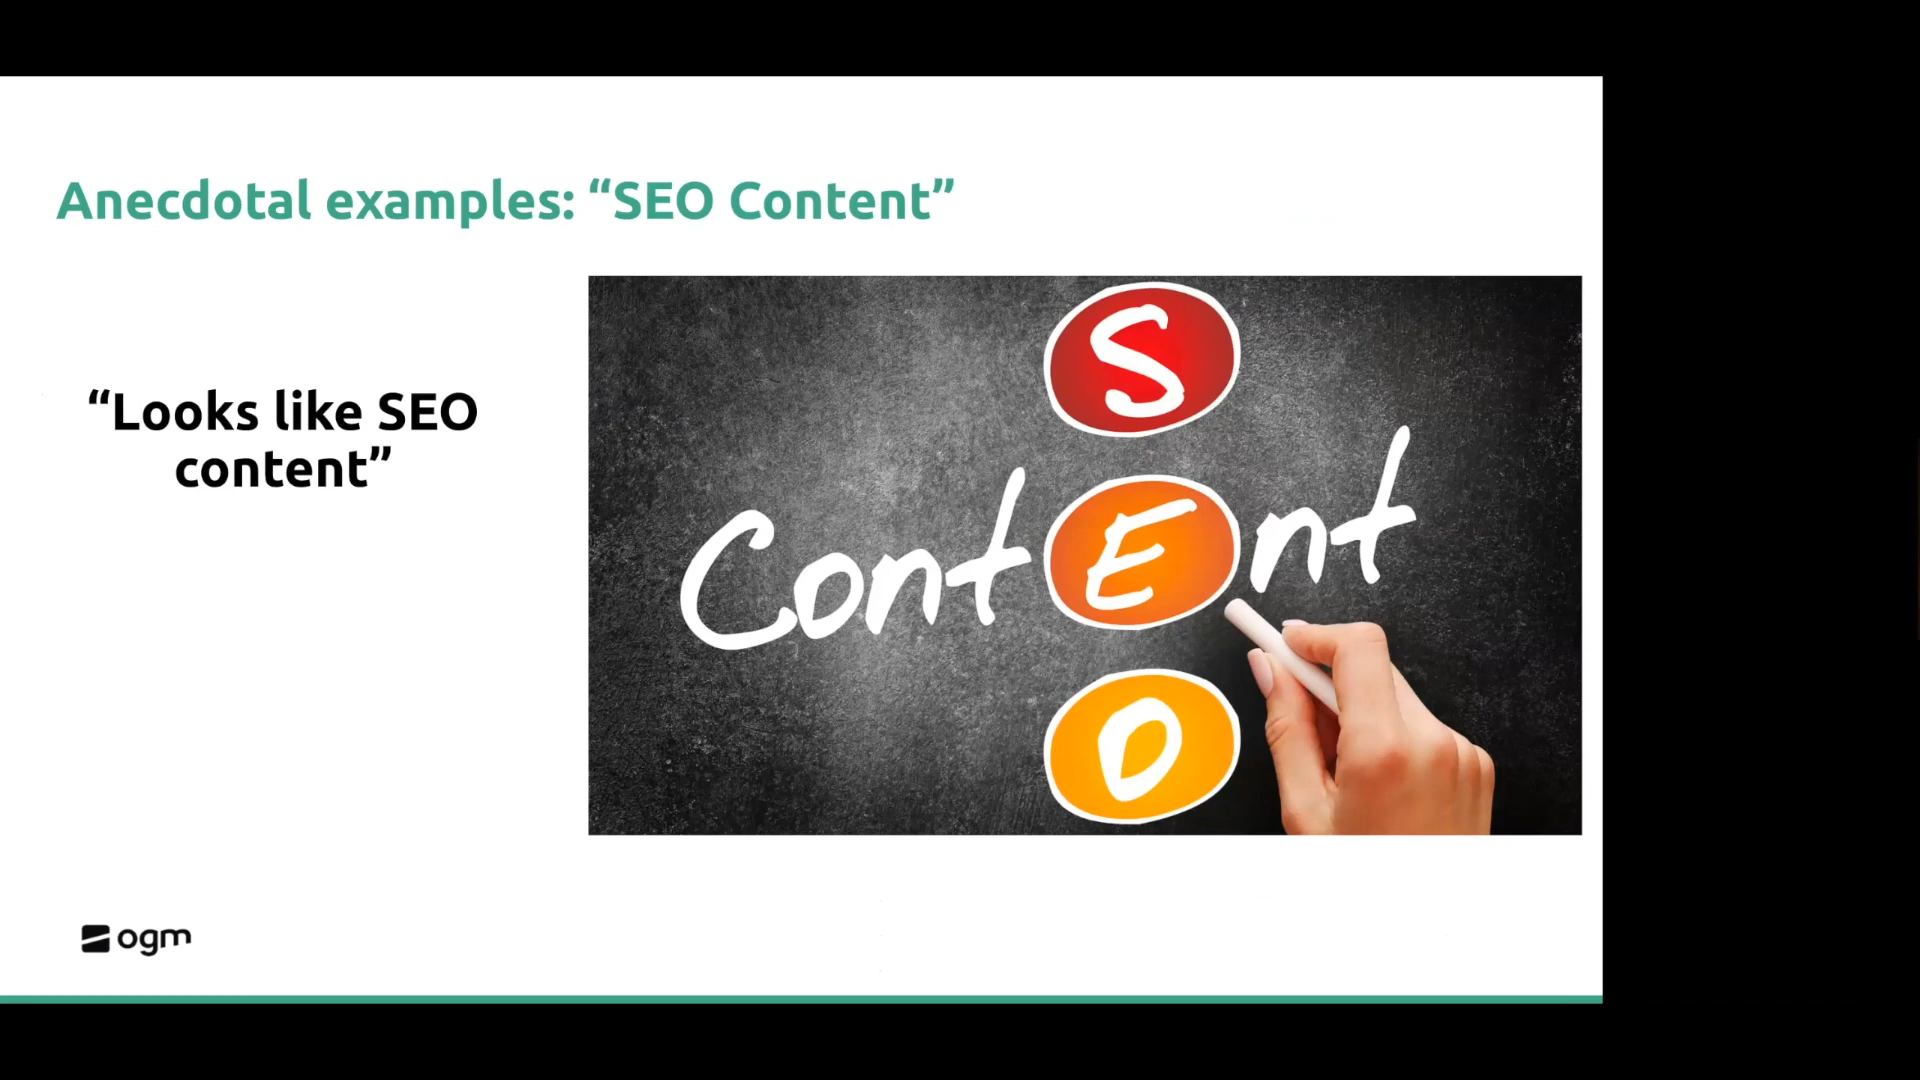 Anecdotal examples: “SEO Content”
“Looks like SEO
content”
S
ContEnt
O
ogm